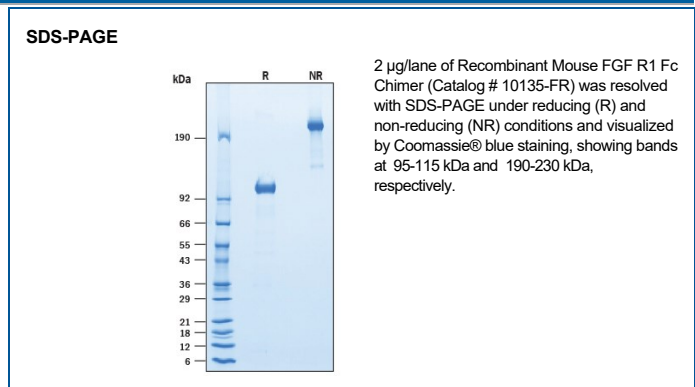 SDS-PAGE
kDa
R
NR
190
92
66
55
43
36
29
21
18
12
6
2 µg/lane of Recombinant Mouse FGF R1 Fc
Chimer (Catalog # 10135-FR) was resolved
with SDS-PAGE under reducing (R) and
non-reducing (NR) conditions and visualized
by Coomassie® blue staining, showing bands
at 95-115 kDa and 190-230 kDa,
respectively.